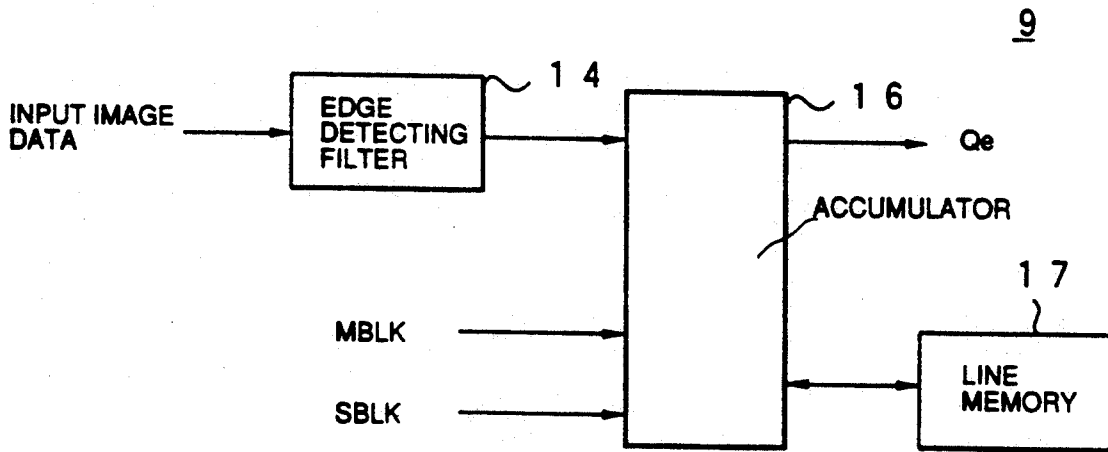 9
1 4
INPUT IMAGE
DATA
EDGE
DETECTING
FILTER
1 6
Qe
ACCUMULATOR
1 7
MBLK
LINE
MEMORY
SBLK